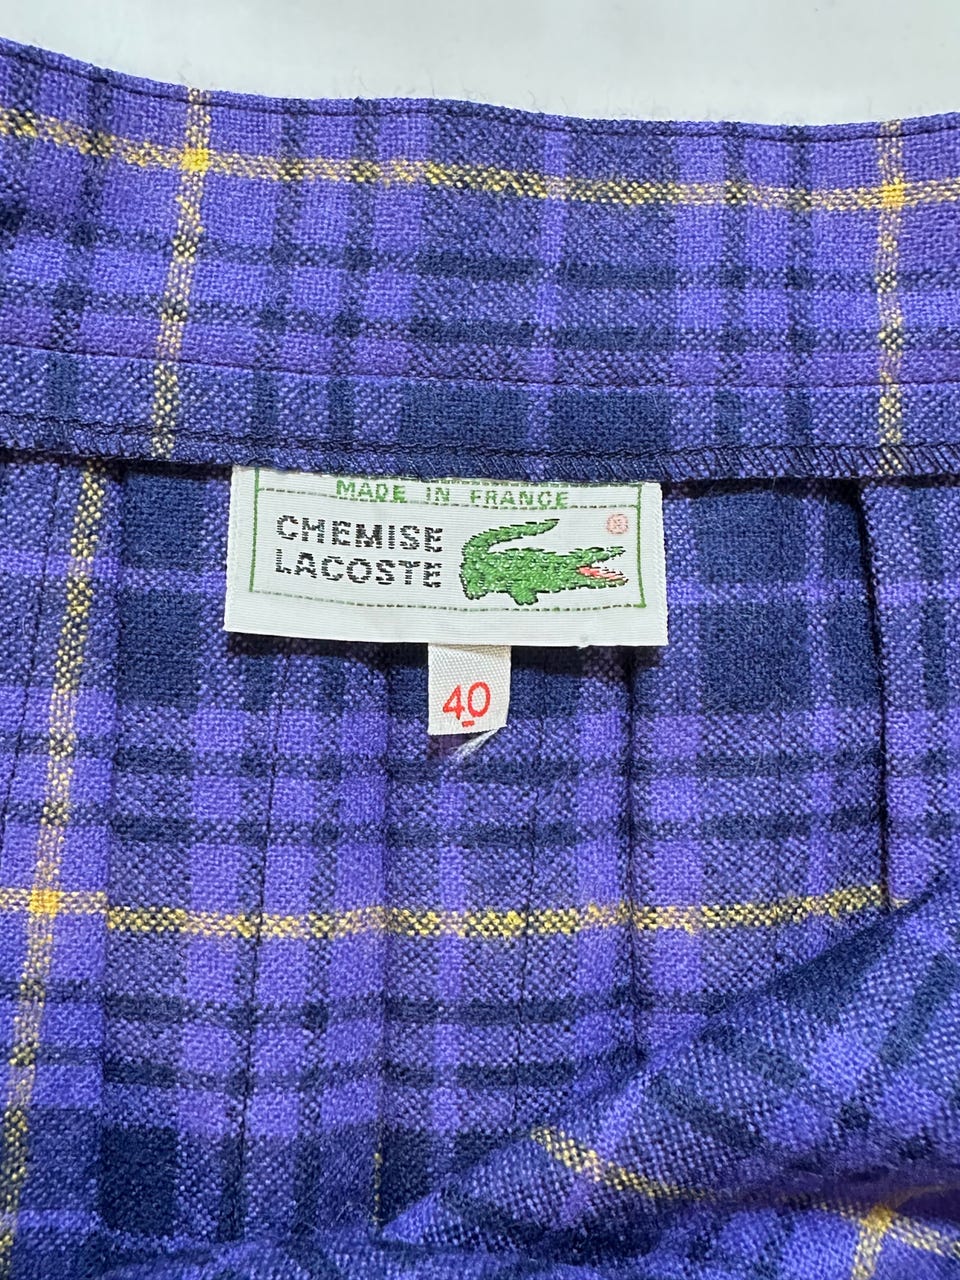 MADE IN FRANCE
CHEMISE
LACOSTE
®
40